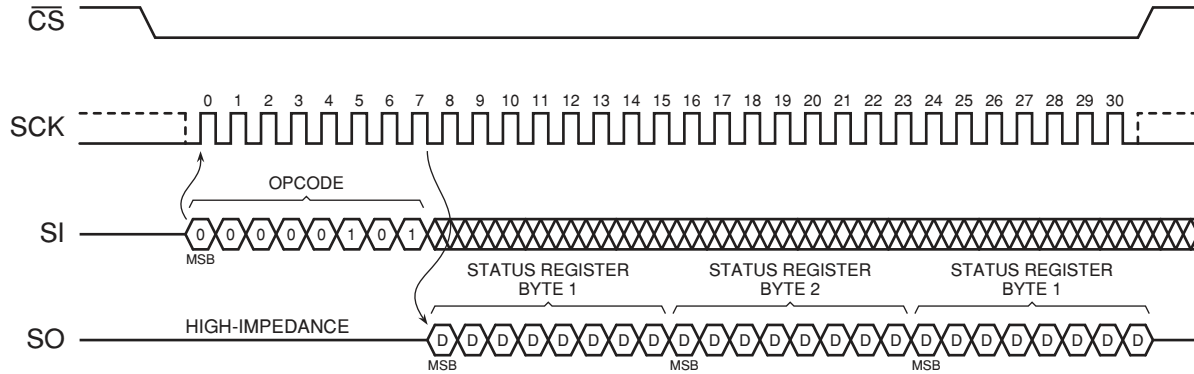 CS
0 1 2 3 4 5 6 7 8 9 10 11 12 13 14 15 16 17 18 19 20 21 22 23 24 25 26 27 28 29 30
SCK
OPCODE
SI
0 0 0 0 0 1 0 1
MSB
STATUS REGISTER
BYTE 1
STATUS REGISTER
BYTE 2
STATUS REGISTER
BYTE 1
HIGH-IMPEDANCE
SO
D D D D D D D D D D D D D D D D D D D D D D D D
MSB
MSB
MSB